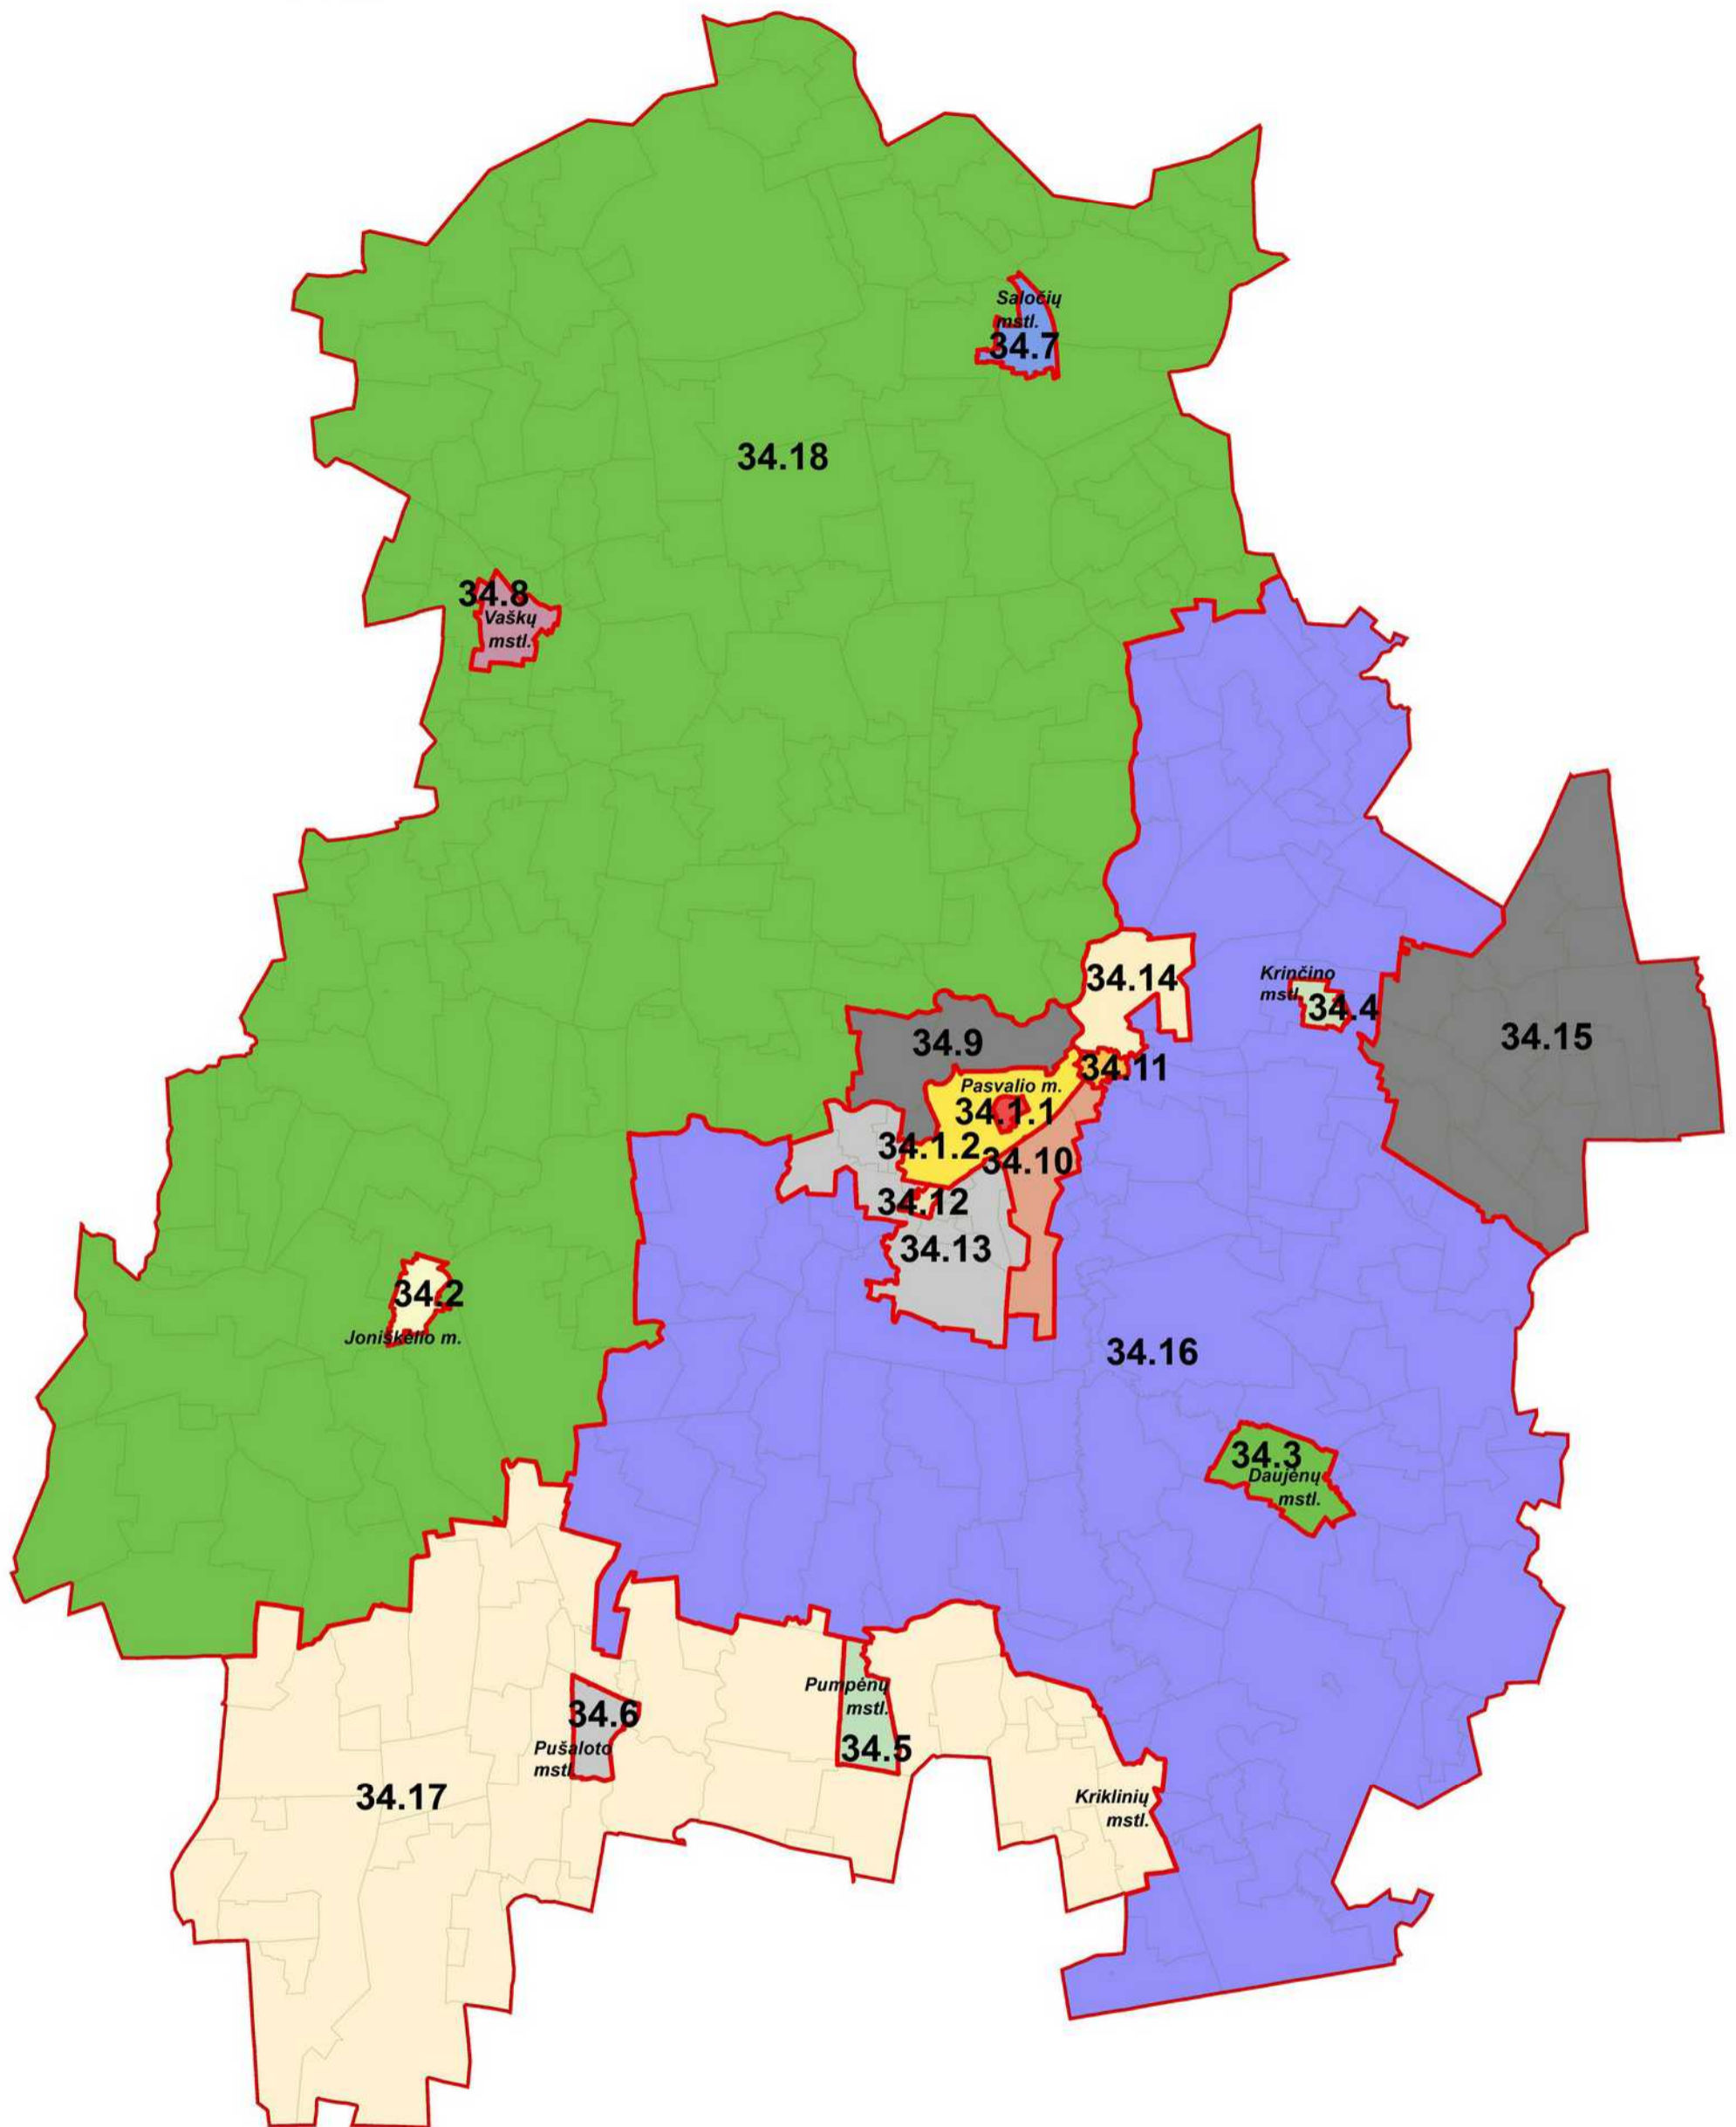 Saločių
mstl.
34.7
34.18
34.8
Vaškų
mstl.
34.14
Krinčino
mstl.
34.4
34.15
34.9
34.11
Pasvalio m.
34.1.1
34.1.2
34.10
34.12
34.13
34.2
Joniškėlio m.
34.16
34.3
Daujėnų
mstl.
Pumpėnų
mstl.
34.5
34.6
Pušaloto
mstl.
34.17
Kriklinių
mstl.